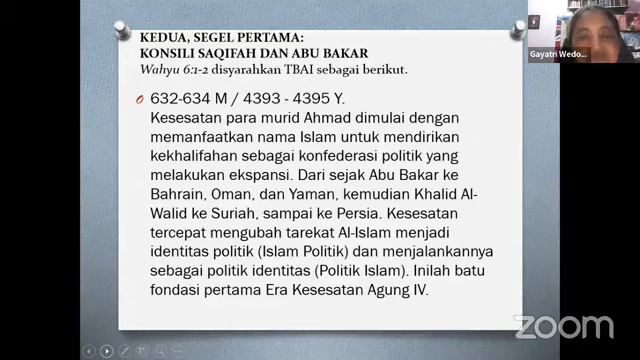 KEDUA, SEGEL PERTAMA:
KONSILI SAQIFAH DAN ABU BAKAR
Wahyu 6:1-2 disyarahkan TBAI sebagai berikut.
632-634 M / 4393 - 4395 Y.
Kesesatan para murid Ahmad dimulai dengan
memanfaatkan nama Islam untuk mendirikan
kekhalifahan sebagai konfederasi politik yang
melakukan ekspansi. Dari sejak Abu Bakar ke
Bahrain, Oman, dan Yaman, kemudian Khalid Al-
Walid ke Suriah, sampai ke Persia. Kesesatan
tercepat mengubah tarekat Al-Islam menjadi
identitas politik (Islam Politik) dan menjalankannya
sebagai politik identitas (Politik Islam). Inilah batu
fondasi pertama Era Kesesatan Agung IV.
Gayatri Wedo...
zoom